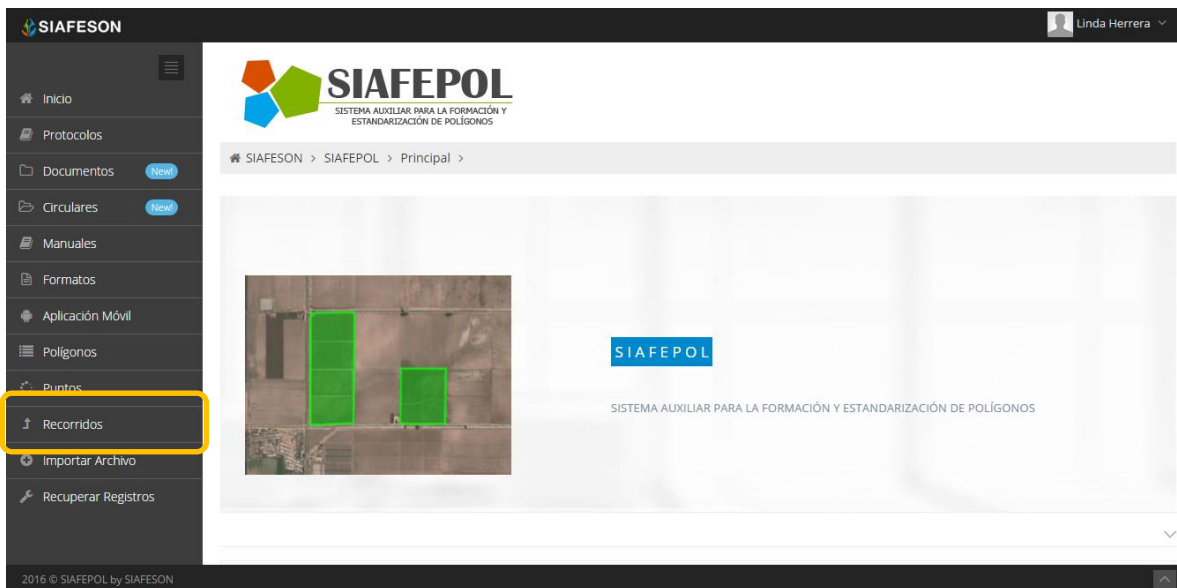 SIAFESON
Linda Herrera
Inicio
Protocolos
Documentos New!
Circulares New!
Manuales
Formatos
Aplicación Móvil
Polígonos
Puntos
Recorridos
Importar Archivo
Recuperar Registros
2016 © SIAFEPOL by SIAFESON
SIAFEPOL
SISTEMA AUXILIAR PARA LA FORMACIÓN Y
ESTANDARIZACIÓN DE POLÍGONOS
SIAFESON > SIAFEPOL > Principal >
SIAFEPOL
SISTEMA AUXILIAR PARA LA FORMACIÓN Y ESTANDARIZACIÓN DE POLÍGONOS